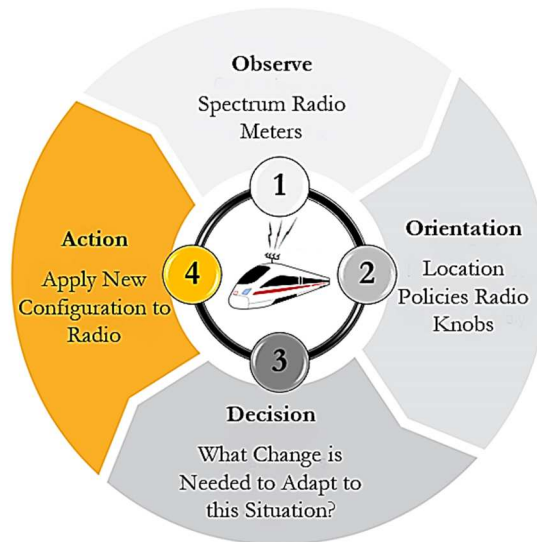 Observe
Spectrum Radio
Meters
1
Orientation
Location
Policies Radio
Knobs
2
3
Decision
What Change is
Needed to Adapt to
this Situation?
Action
Apply New
Configuration to
Radio
4